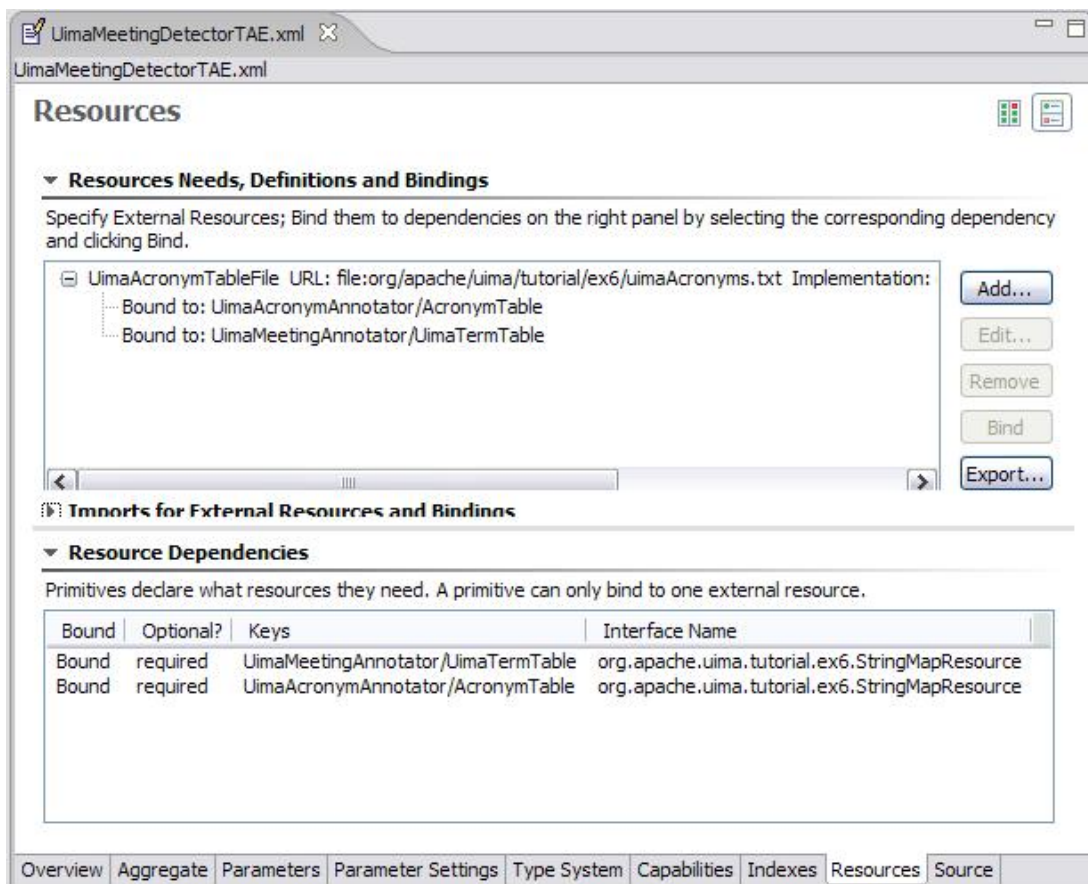 UimaMeetingDetectorTAE.xml
UimaMeetingDetectorTAE.xml
Resources
Resources Needs, Definitions and Bindings
Specify External Resources; Bind them to dependencies on the right panel by selecting the corresponding dependency
and clicking Bind.
UimaAcronymTableFile URL: file:org/apache/uima/tutorial/ex6/uimaAcronyms.txt Implementation:
Bound to: UimaAcronymAnnotator/AcronymTable
Bound to: UimaMeetingAnnotator/UimaTermTable
Add...
Edit...
Remove
Bind
Export...
Imports for External Resources and Bindings
Resource Dependencies
Primitives declare what resources they need. A primitive can only bind to one external resource.
Bound Optional? Keys Interface Name
Bound required UimaMeetingAnnotator/UimaTermTable org.apache.uima.tutorial.ex6.StringMapResource
Bound required UimaAcronymAnnotator/AcronymTable org.apache.uima.tutorial.ex6.StringMapResource
Overview Aggregate Parameters Parameter Settings Type System Capabilities Indexes Resources Source